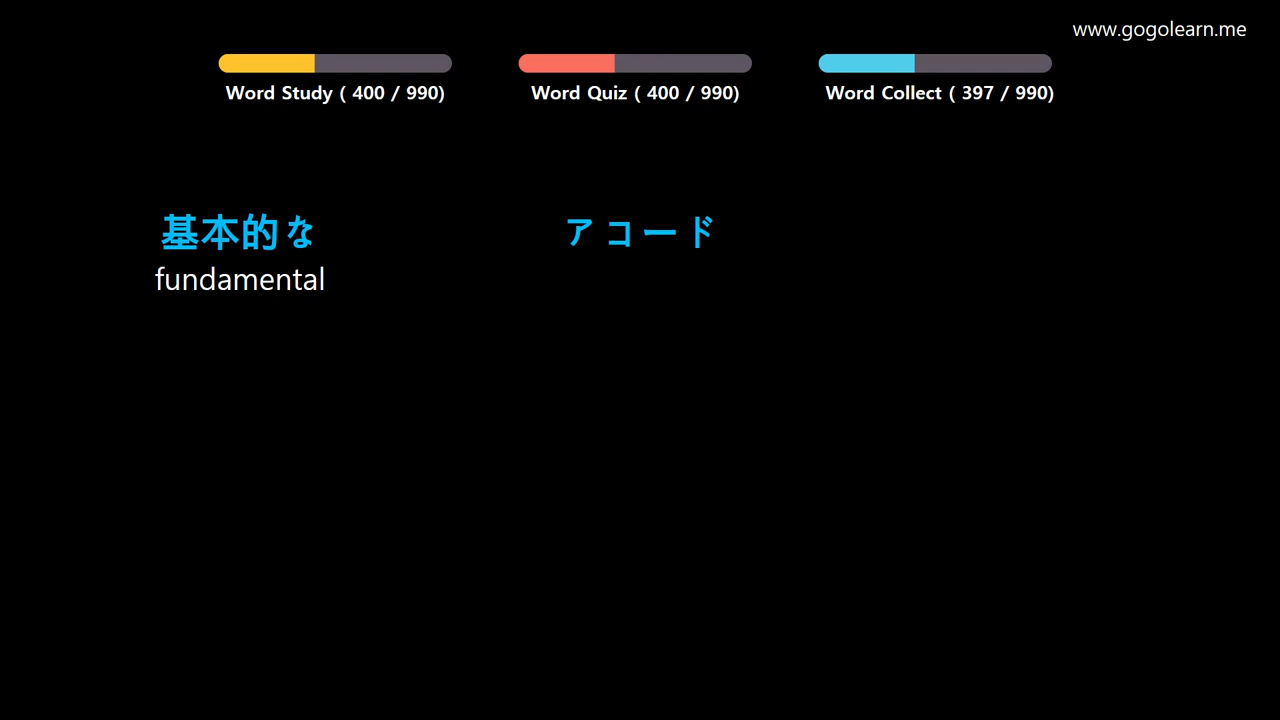 www.gogolearn.me
Word Study ( 400 / 990)
Word Quiz ( 400 / 990)
Word Collect ( 397 / 990)
基本的な
fundamental
アコード